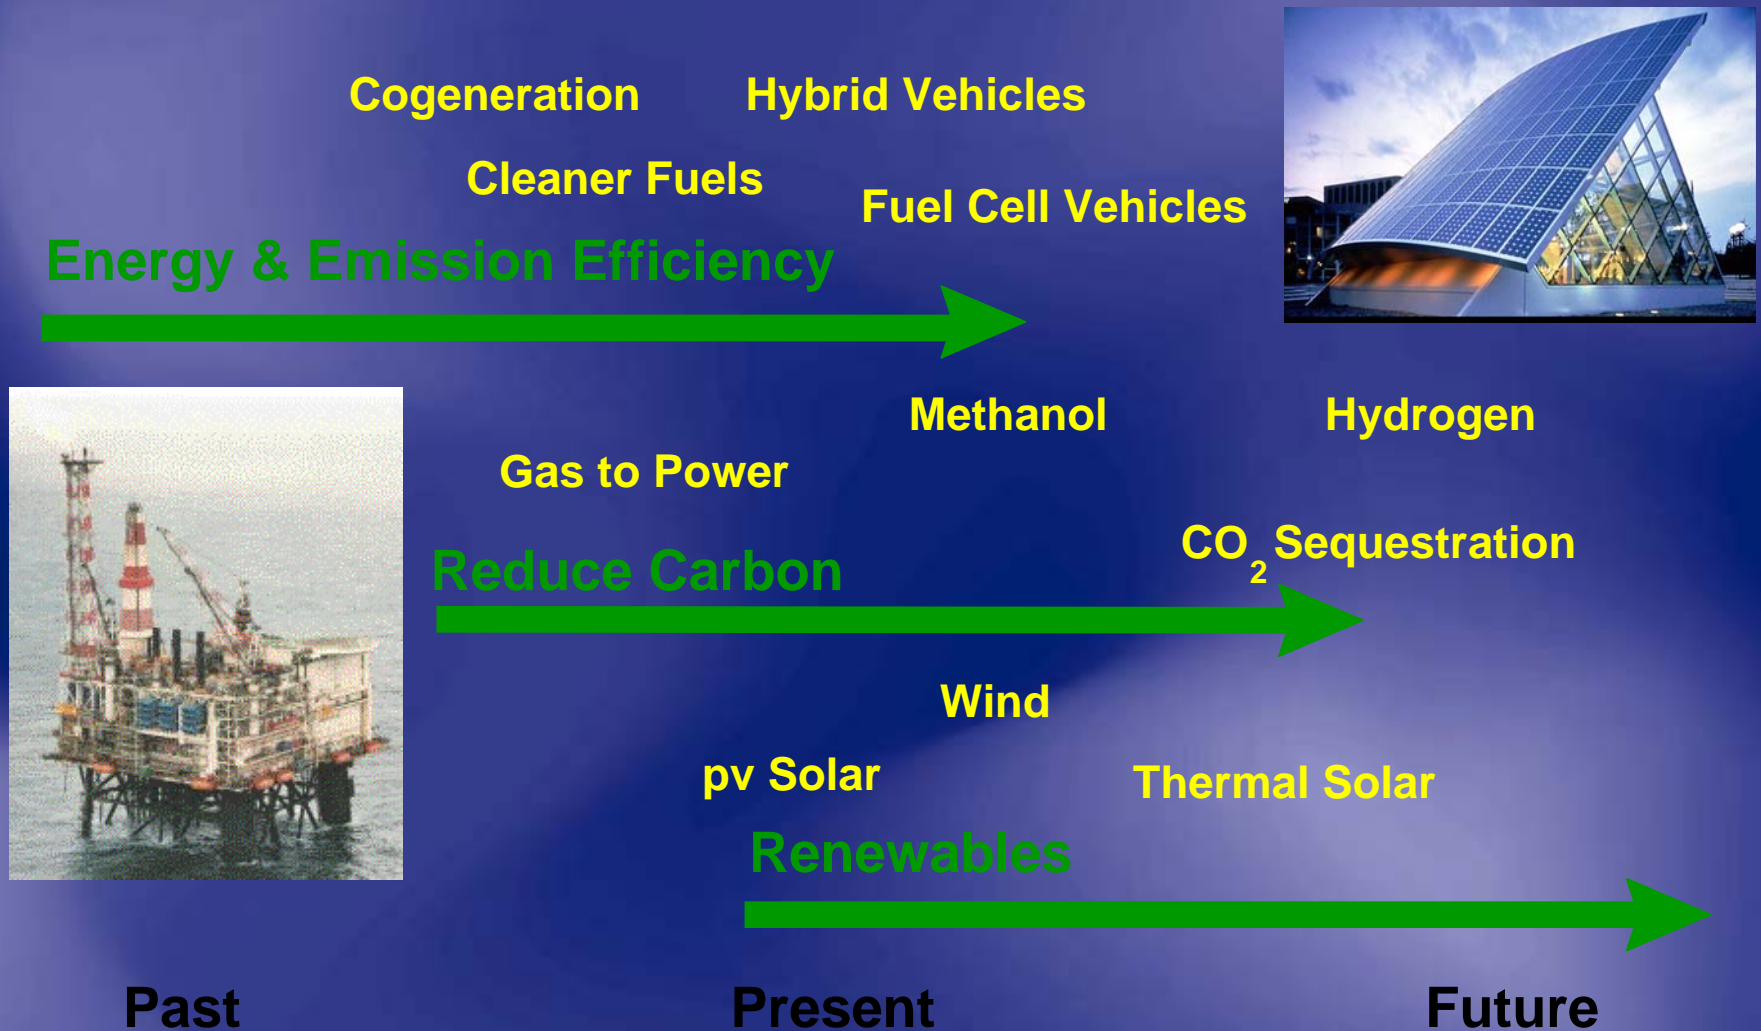 Cogeneration
Hybrid Vehicles
Cleaner Fuels
Fuel Cell Vehicles
Energy & Emission Efficiency
Methanol
Hydrogen
Gas to Power
CO2 Sequestration
Reduce Carbon
Wind
pv Solar
Thermal Solar
Renewables
Past
Present
Future